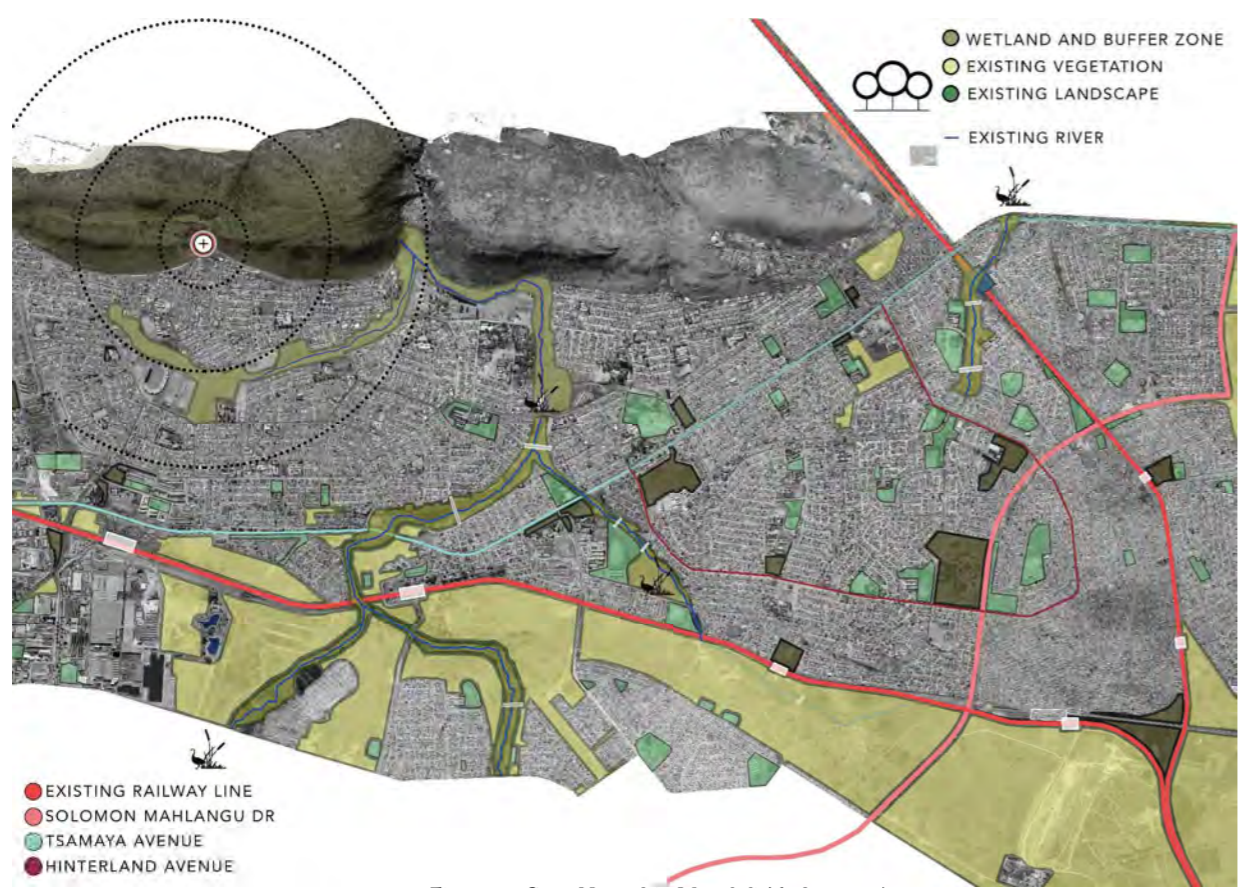 WETLAND AND BUFFER ZONE
EXISTING VEGETATION
EXISTING LANDSCAPE
EXISTING RIVER
EXISTING RAILWAY LINE
SOLOMON MAHLANGU DR
TSAMAYA AVENUE
HINTERLAND AVENUE